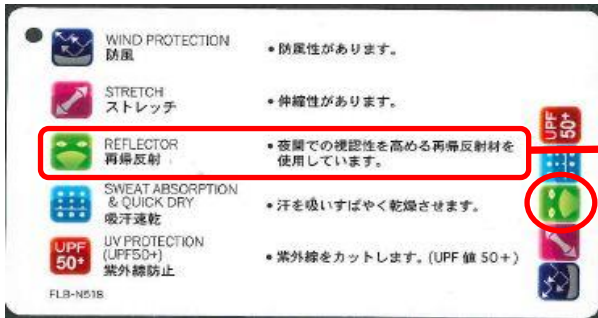 WIND PROTECTION
防風
•防風性があります。
STRETCH
ストレッチ
•伸縮性があります。
REFLECTOR
再帰反射
•夜間での視認性を高める再帰反射材を
使用しています。
SWEAT ABSORPTION
& QUICK DRY
吸汗速乾
•汗を吸いすばやく乾燥させます。
UPF
50+
UV PROTECTION
(UPF50+)
紫外線防止
•紫外線をカットします。(UPF 値 50+)
FLB-N518
UPF
50+